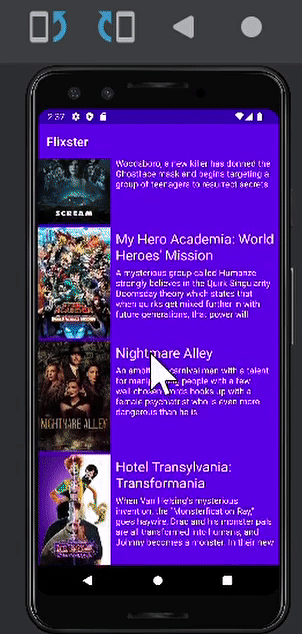 2:37
Flixster
Woodsboro, a new killer has donned the
Ghostface mask and begins targeting a
group of teenagers to resurrect secrets
SCREAM
My Hero Academia: World
Heroes' Mission
A mysterious group called Humarize
strongly believes in the Quirk Singularity
Doomsday theory which states that
when quirks get mixed further in with
future generations, that power will
Nightmare Alley
An ambitious carnival man with a talent
for manipulating people with a few
well-chosen words hooks up with a
female psychiatrist who is even more
dangerous than he is.
NIGHTMARE ALLEY
Hotel Transylvania:
Transformania
When Van Helsing's mysterious
invention, the "Monsterfication Ray,"
goes haywire, Drac and his monster pals
are all transformed into humans, and
Johnny becomes a monster. In their new